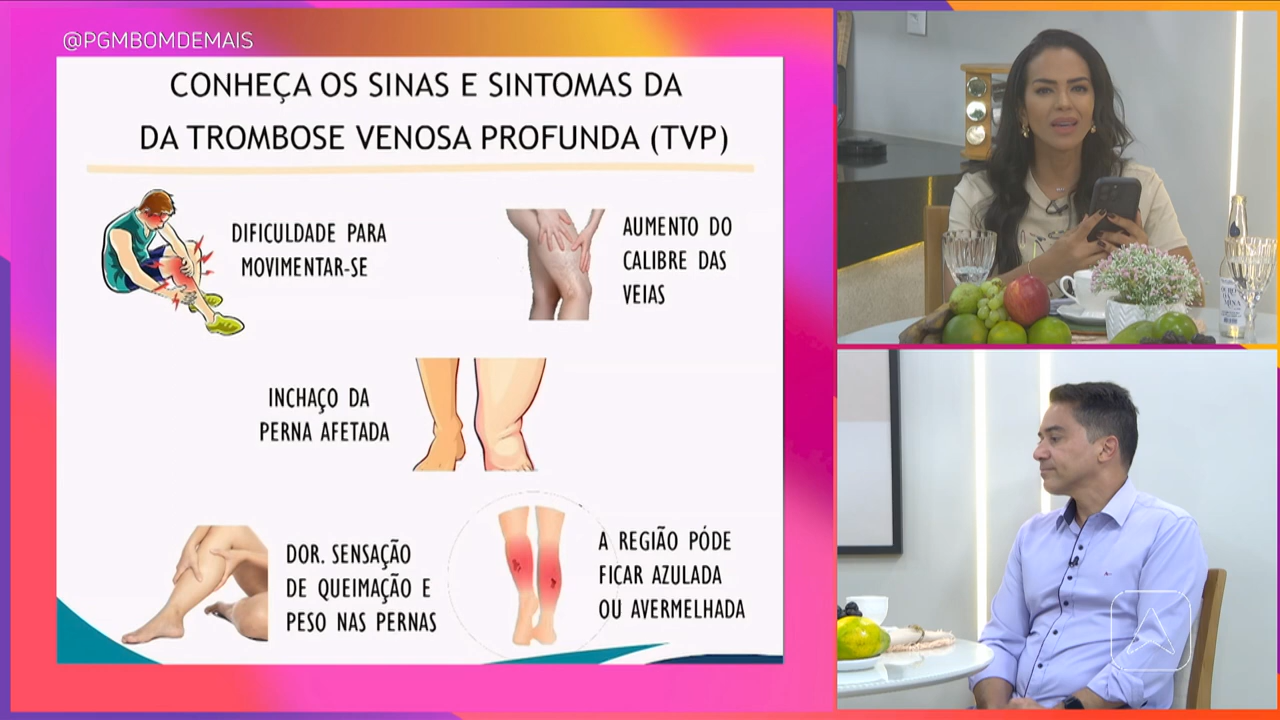 @PGMBOMDEMAIS
CONHEÇA OS SINAS E SINTOMAS DA
DA TROMBOSE VENOSA PROFUNDA (TVP)
DIFICULDADE PARA
MOVIMENTAR-SE
AUMENTO DO
CALIBRE DAS
VEIAS
INCHAÇO DA
PERNA AFETADA
DOR. SENSAÇÃO
DE QUEIMAÇÃO E
PESO NAS PERNAS
A REGIÃO PÓDE
FICAR AZULADA
OU AVERMELHADA